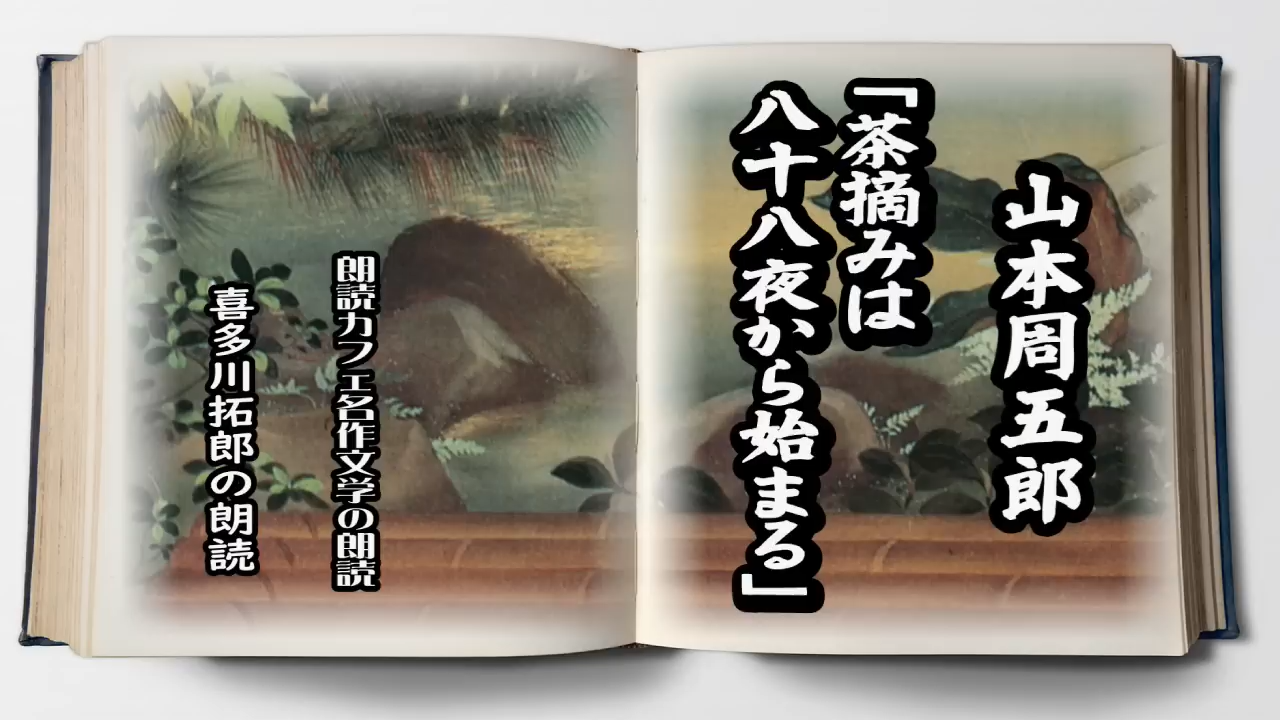 山本周五郎
「茶摘みは
八十八夜から始まる」
朗読カフェ名作文学の朗読
喜多川拓郎の朗読